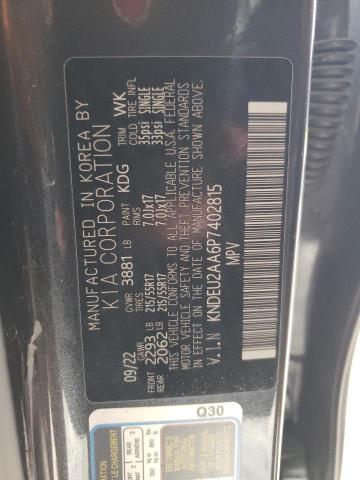 MANUFACTURED IN KOREA BY
KIA CORPORATION
09/22 GVWR 3881 LB PAINT KDG TRIM WK
FRONT 2293 LB 215/55R17 RIMS 7.0JX17 COLD TIRE INFL 35psi SINGLE
REAR 2062 LB 215/55R17 7.0JX17 33psi SINGLE
THIS VEHICLE CONFORMS TO ALL APPLICABLE U.S.A. FEDERAL
MOTOR VEHICLE SAFETY AND THEFT PREVENTION STANDARDS
IN EFFECT ON THE DATE OF MANUFACTURE SHOWN ABOVE.
V.I.N KNDEU2AA6P7402815
MPV
Q30